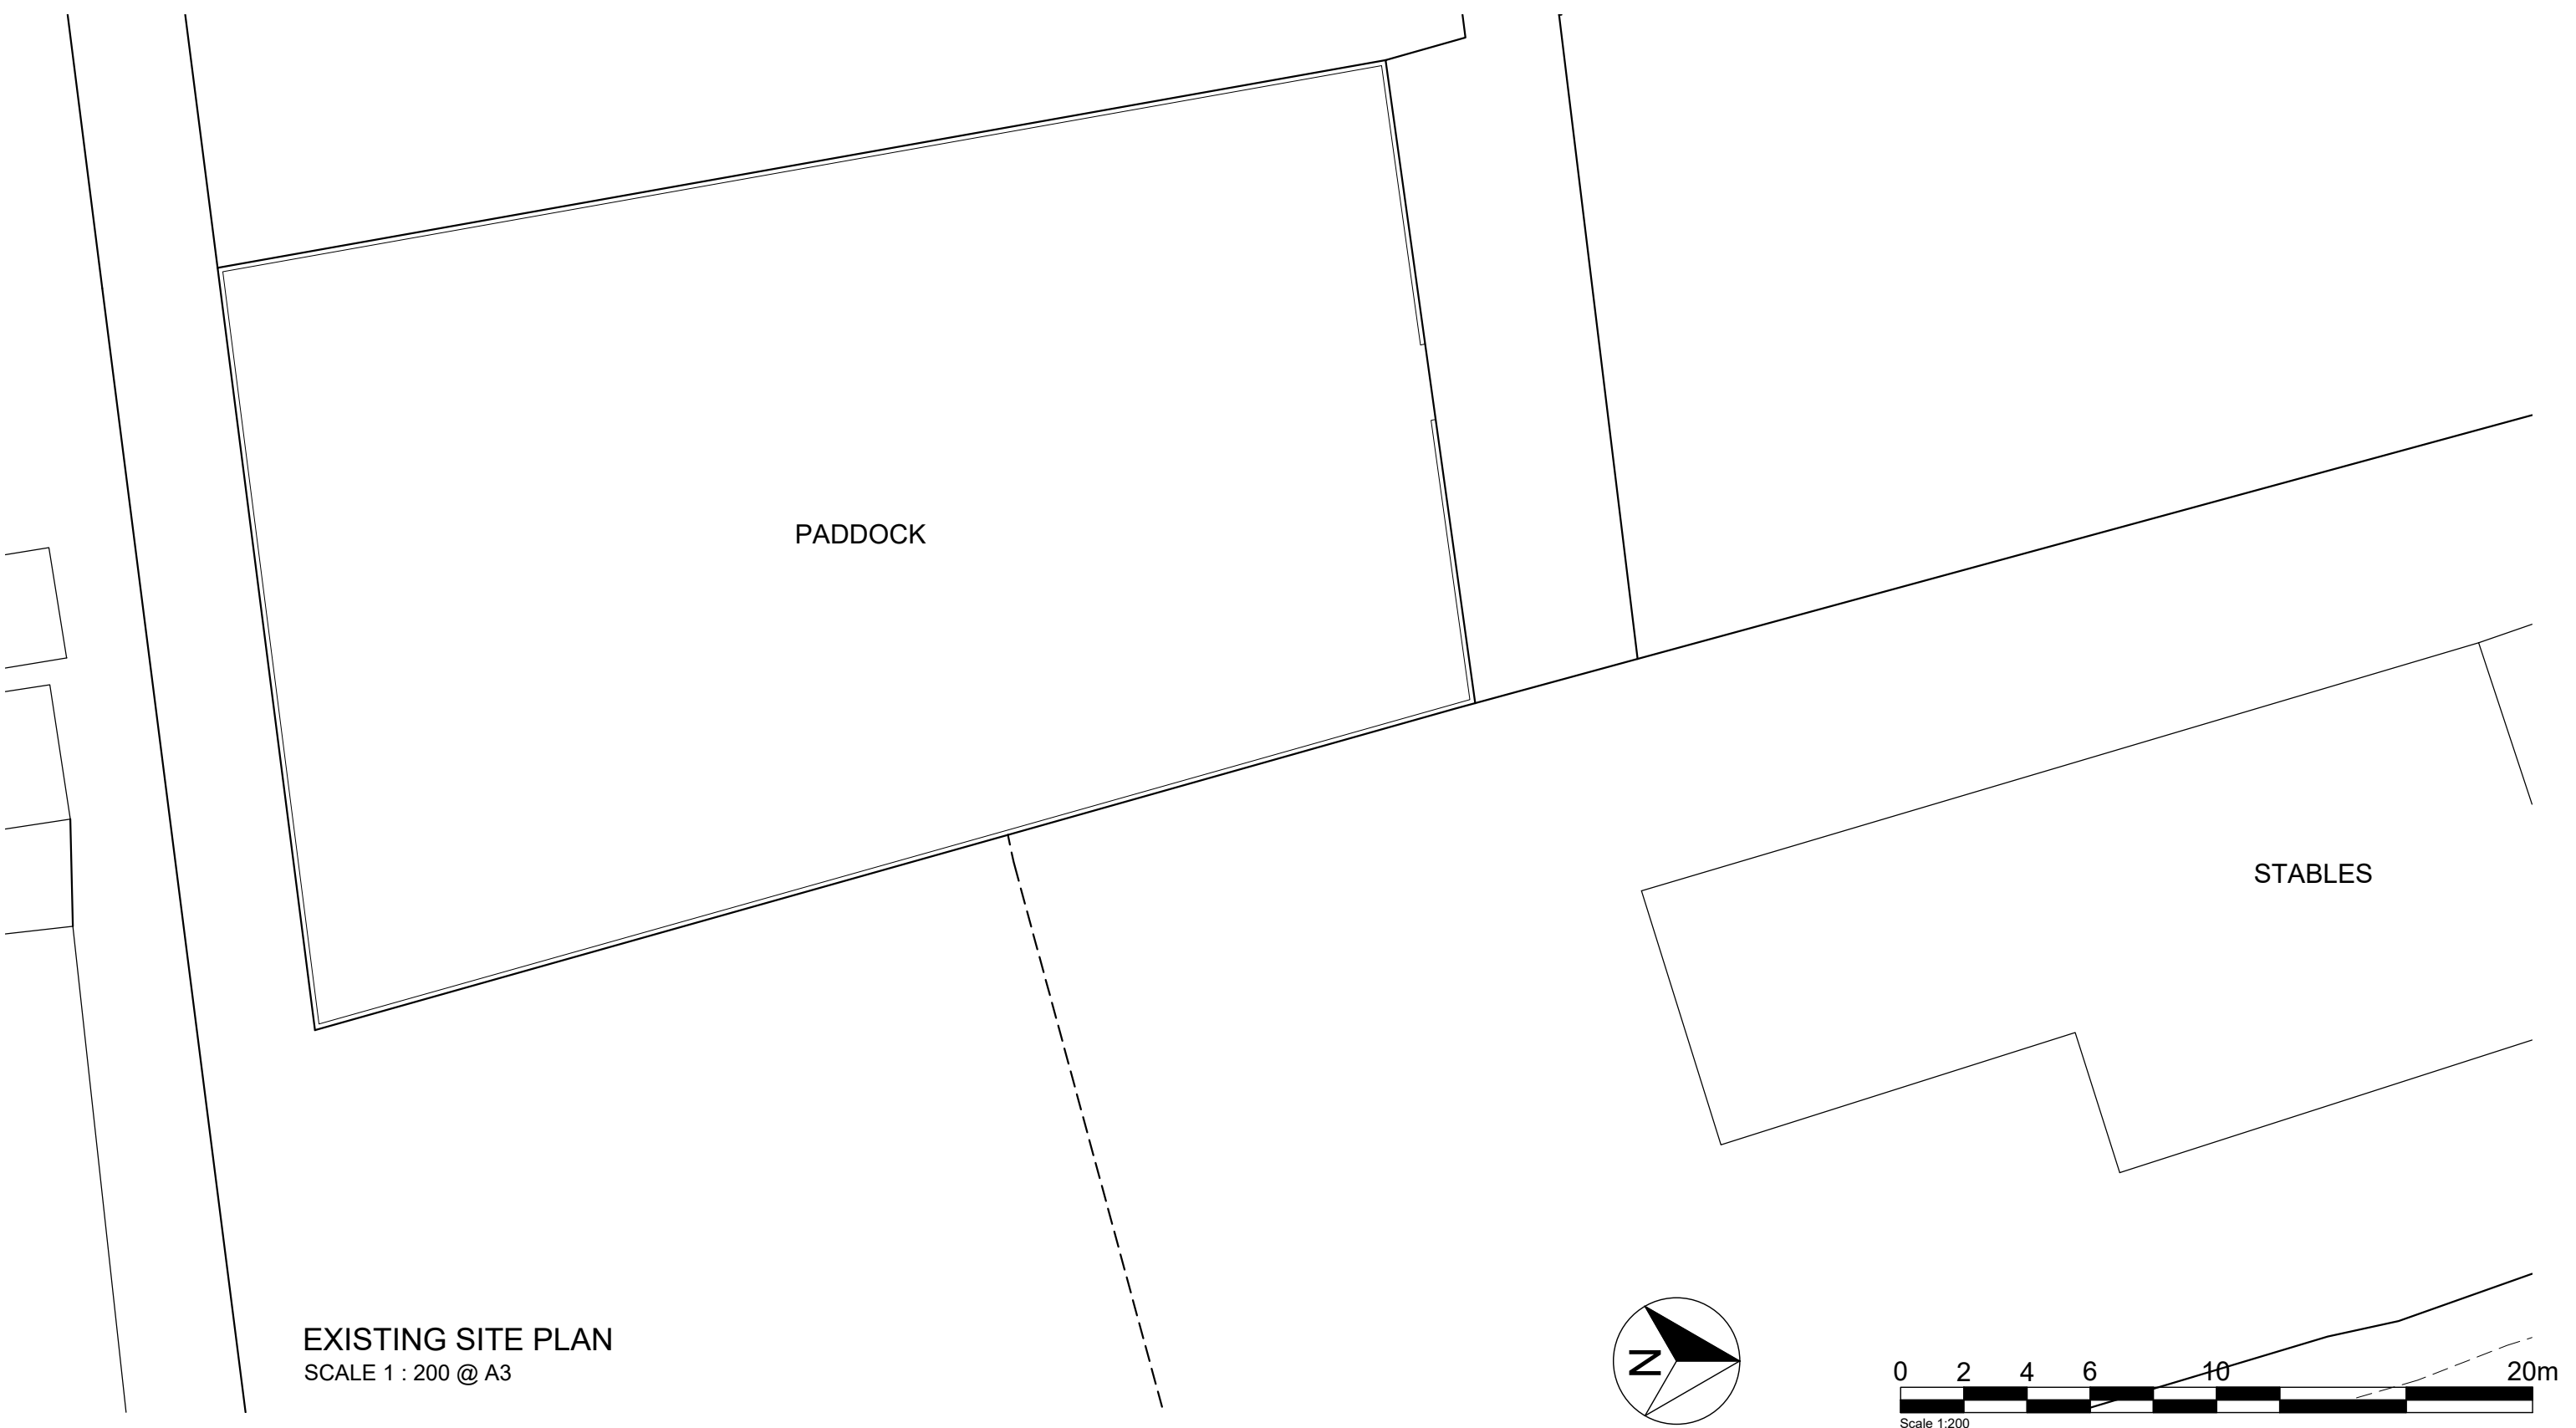 PADDOCK
STABLES
EXISTING SITE PLAN
SCALE 1 : 200 @ A3
N
0 2 4 6 10 20m
Scale 1:200